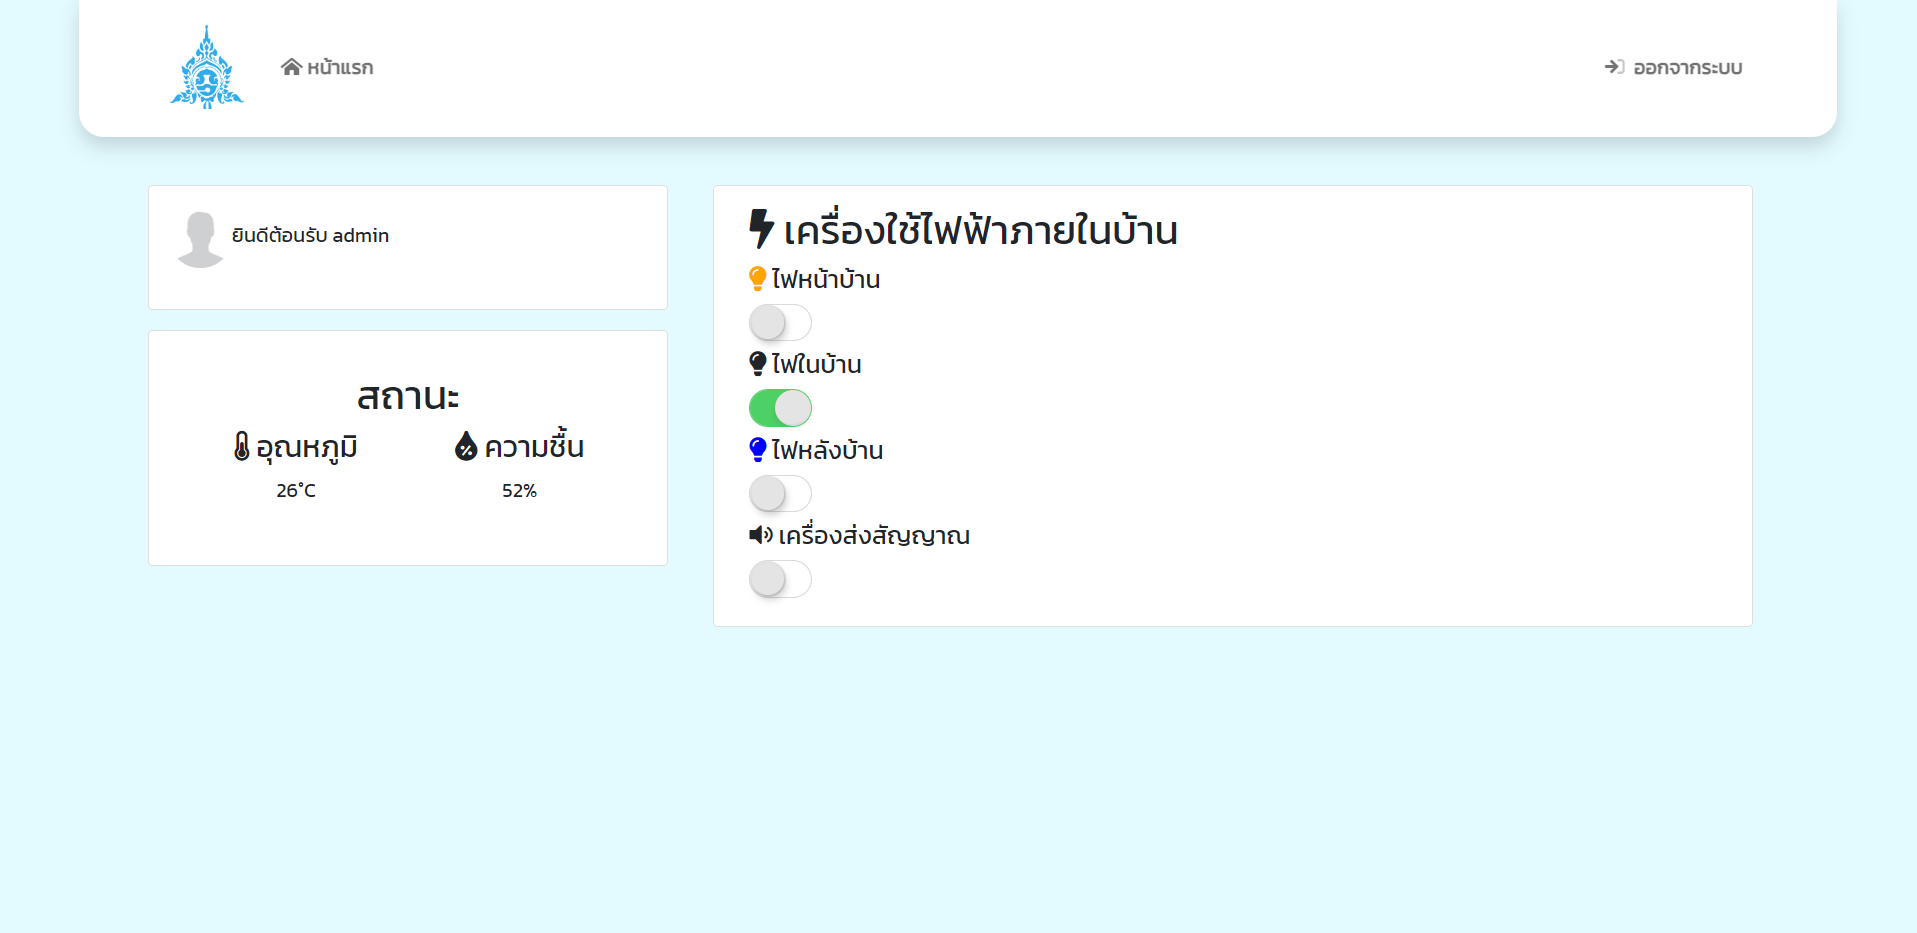 หน้าแรก
ออกจากระบบ
ยินดีต้อนรับ admin
สถานะ
อุณหภูมิ
ความชื้น
26°C
52%
เครื่องใช้ไฟฟ้าภายในบ้าน
ไฟหน้าบ้าน
ไฟในบ้าน
ไฟหลังบ้าน
เครื่องส่งสัญญาณ